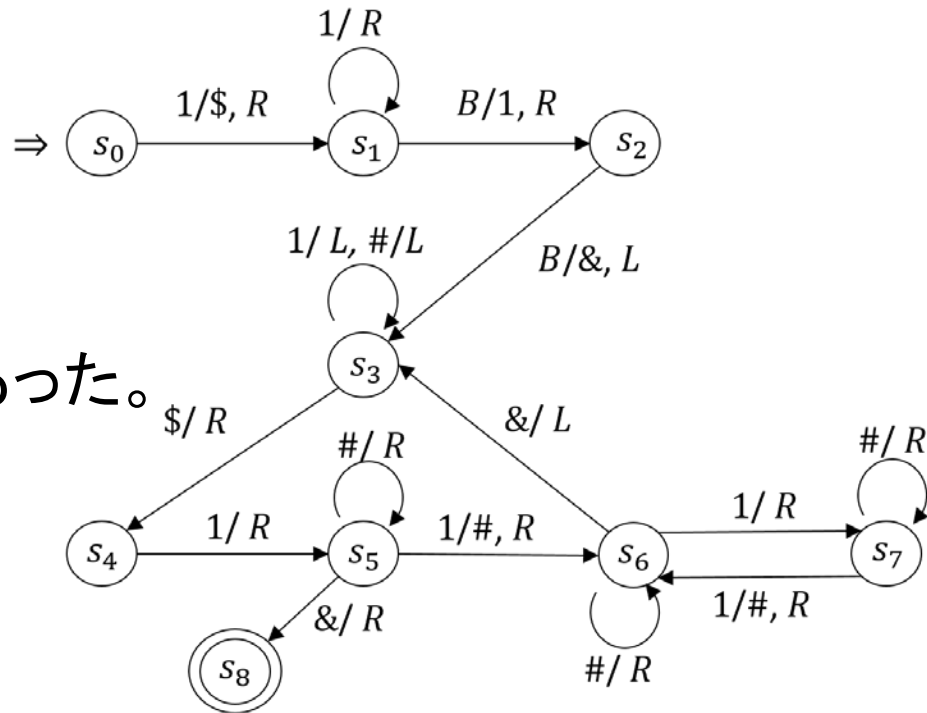 1/ R
1/$, R
B/1, R
⇒ s₀
s₁
s₂
1/ L, #/L
B/&, L
s₃
った。
$/ R
#/ R
&/ L
#/ R
s₄
1/ R
s₅
1/#, R
s₆
1/ R
s₇
&/ R
1/#, R
s₈
#/ R